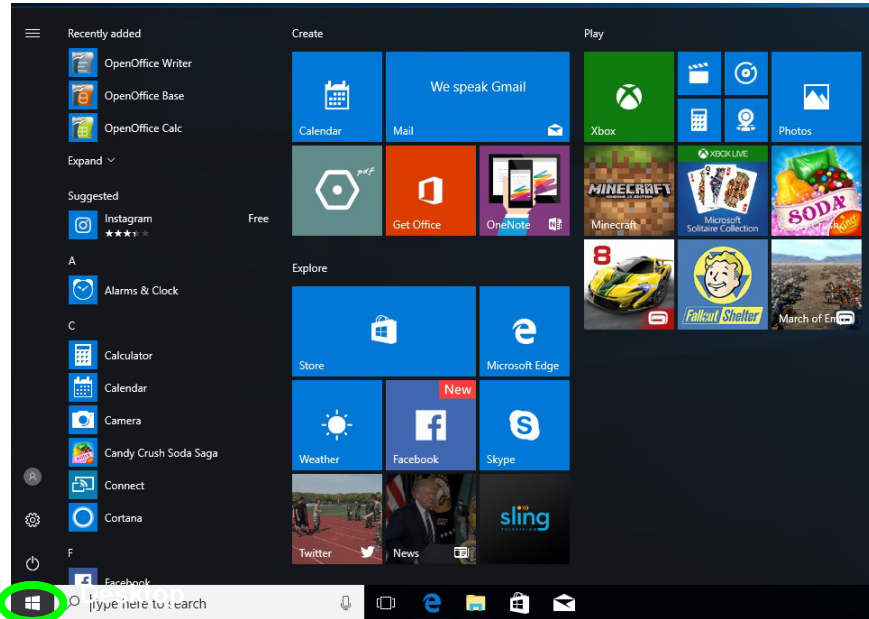 Recently added
OpenOffice Writer
OpenOffice Base
OpenOffice Calc
Expand
Suggested
Instagram Free
A
Alarms & Clock
C
Calculator
Calendar
Camera
Candy Crush Soda Saga
Connect
Cortana
F
Facebook
Create
Calendar
We speak Gmail
Mail
pdf
Get Office
OneNote
Explore
Store
Microsoft Edge
Weather
New
Facebook
Skype
Twitter
News
sling
TELEVISION
Play
Xbox
Photos
MINECRAFT
Minecraft
XBOX LIVE
Microsoft
Solitaire Collection
SODA
8
Fallout Shelter
March of Em
Desktop
Type here to search